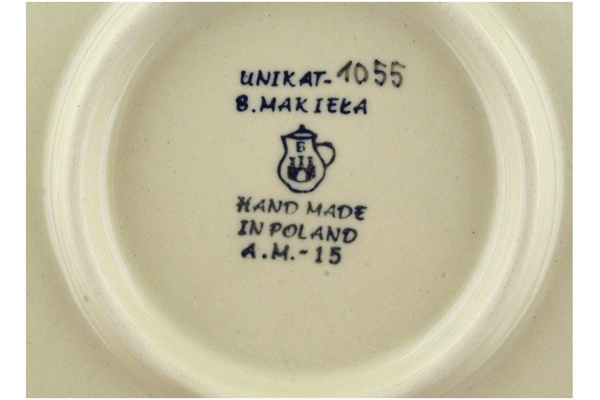 UNIKAT-1055
B.MAKIEŁA
B
HAND MADE
IN POLAND
A.M.-15